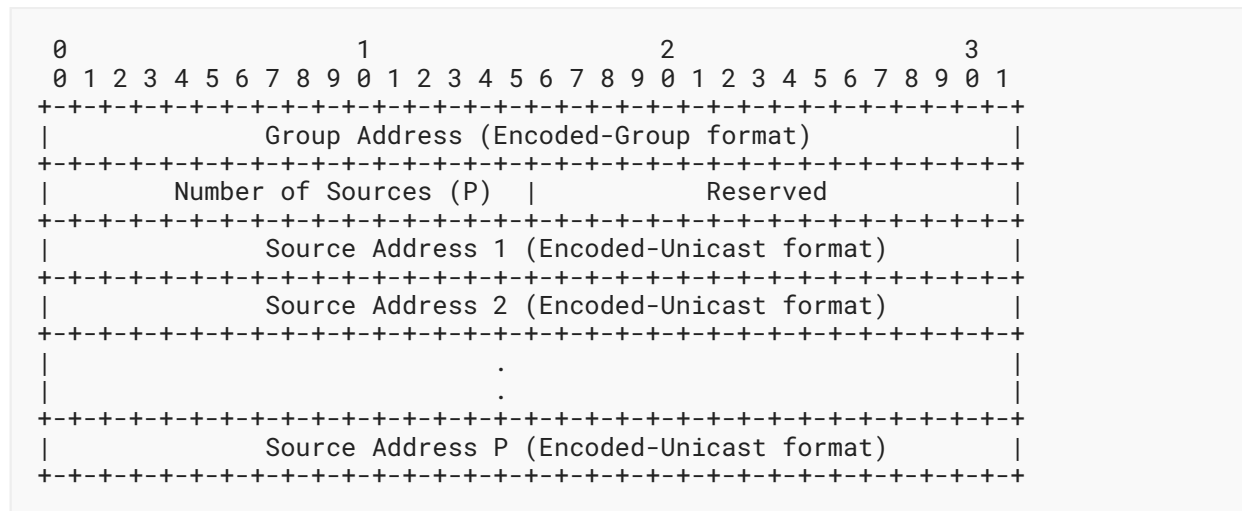 0                   1                   2                   3
 0 1 2 3 4 5 6 7 8 9 0 1 2 3 4 5 6 7 8 9 0 1 2 3 4 5 6 7 8 9 0 1
+-+-+-+-+-+-+-+-+-+-+-+-+-+-+-+-+-+-+-+-+-+-+-+-+-+-+-+-+-+-+-+-+
|              Group Address (Encoded-Group format)             |
+-+-+-+-+-+-+-+-+-+-+-+-+-+-+-+-+-+-+-+-+-+-+-+-+-+-+-+-+-+-+-+-+
|        Number of Sources (P)  |           Reserved            |
+-+-+-+-+-+-+-+-+-+-+-+-+-+-+-+-+-+-+-+-+-+-+-+-+-+-+-+-+-+-+-+-+
|              Source Address 1 (Encoded-Unicast format)        |
+-+-+-+-+-+-+-+-+-+-+-+-+-+-+-+-+-+-+-+-+-+-+-+-+-+-+-+-+-+-+-+-+
|              Source Address 2 (Encoded-Unicast format)        |
+-+-+-+-+-+-+-+-+-+-+-+-+-+-+-+-+-+-+-+-+-+-+-+-+-+-+-+-+-+-+-+-+
|                             .                                 |
|                             .                                 |
+-+-+-+-+-+-+-+-+-+-+-+-+-+-+-+-+-+-+-+-+-+-+-+-+-+-+-+-+-+-+-+-+
|              Source Address P (Encoded-Unicast format)        |
+-+-+-+-+-+-+-+-+-+-+-+-+-+-+-+-+-+-+-+-+-+-+-+-+-+-+-+-+-+-+-+-+